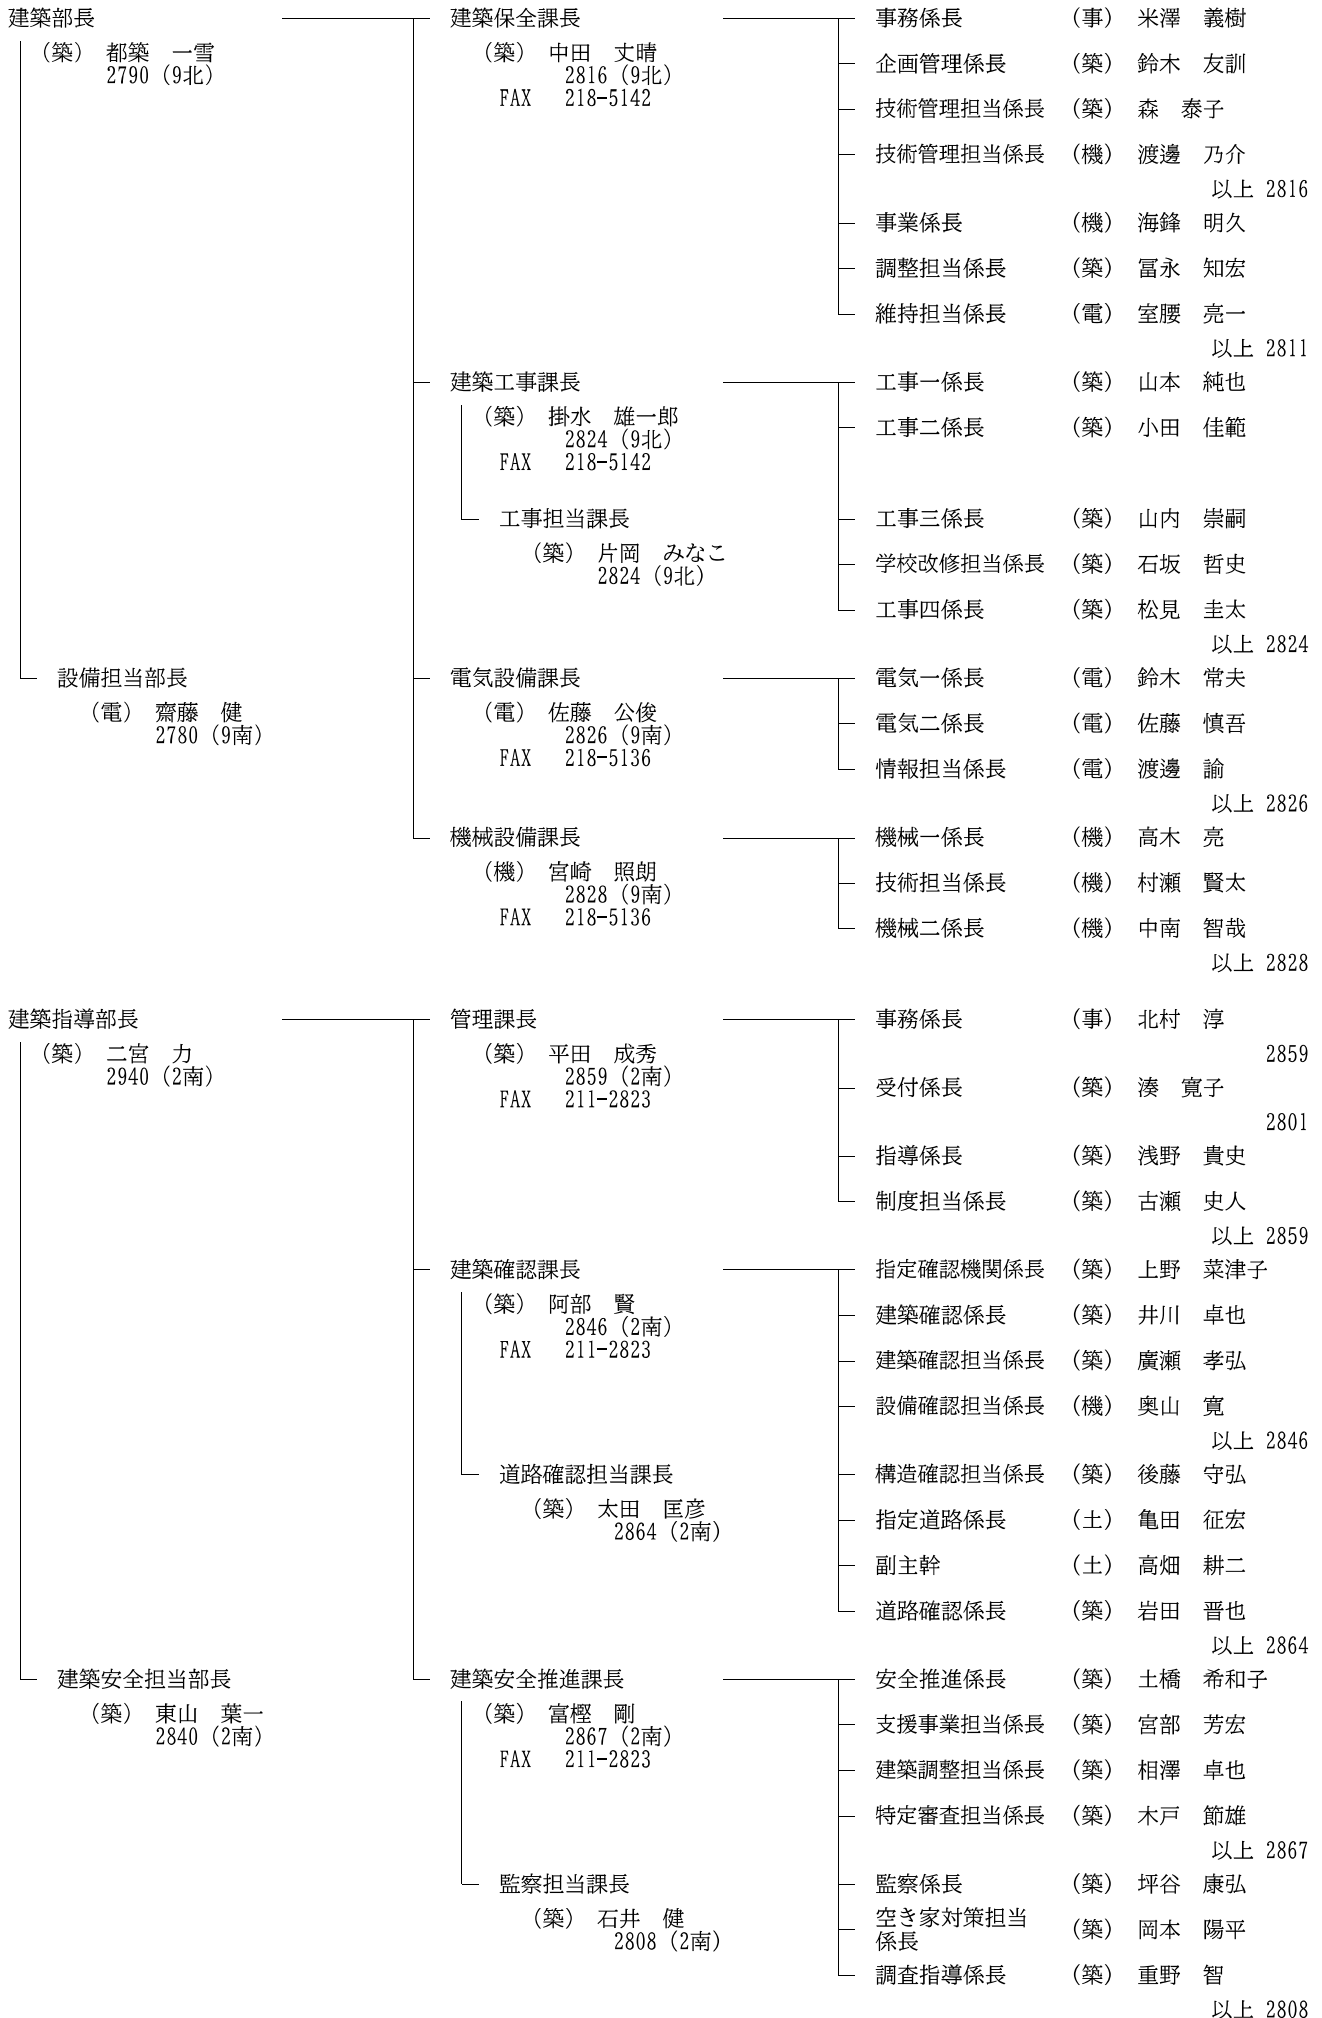 建築部長
（築）　都築　一雪
2790（9北）
建築保全課長
（築）　中田　丈晴
2816（9北）
FAX　218-5142
事務係長　（事）　米澤　義樹
企画管理係長　（築）　鈴木　友訓
技術管理担当係長　（築）　森　泰子
技術管理担当係長　（機）　渡邊　乃介
以上 2816
事業係長　（機）　海鋒　明久
調整担当係長　（築）　冨永　知宏
維持担当係長　（電）　室腰　亮一
以上 2811
建築工事課長
（築）　掛水　雄一郎
2824（9北）
FAX　218-5142
工事担当課長
（築）　片岡　みなこ
2824（9北）
工事一係長　（築）　山本　純也
工事二係長　（築）　小田　佳範
工事三係長　（築）　山内　崇嗣
学校改修担当係長　（築）　石坂　哲史
工事四係長　（築）　松見　圭太
以上 2824
設備担当部長
（電）　齋藤　健
2780（9南）
電気設備課長
（電）　佐藤　公俊
2826（9南）
FAX　218-5136
電気一係長　（電）　鈴木　常夫
電気二係長　（電）　佐藤　慎吾
情報担当係長　（電）　渡邊　諭
以上 2826
機械設備課長
（機）　宮崎　照朗
2828（9南）
FAX　218-5136
機械一係長　（機）　高木　亮
技術担当係長　（機）　村瀬　賢太
機械二係長　（機）　中南　智哉
以上 2828
建築指導部長
（築）　二宮　力
2940（2南）
管理課長
（築）　平田　成秀
2859（2南）
FAX　211-2823
事務係長　（事）　北村　淳
2859
受付係長　（築）　湊　寛子
2801
指導係長　（築）　浅野　貴史
制度担当係長　（築）　古瀬　史人
以上 2859
建築確認課長
（築）　阿部　賢
2846（2南）
FAX　211-2823
指定確認機関係長　（築）　上野　菜津子
建築確認係長　（築）　井川　卓也
建築確認担当係長　（築）　廣瀬　孝弘
設備確認担当係長　（機）　奥山　寛
以上 2846
道路確認担当課長
（築）　太田　匡彦
2864（2南）
構造確認担当係長　（築）　後藤　守弘
指定道路係長　（土）　亀田　征宏
副主幹　（土）　高畑　耕二
道路確認係長　（築）　岩田　晋也
以上 2864
建築安全担当部長
（築）　東山　葉一
2840（2南）
建築安全推進課長
（築）　富樫　剛
2867（2南）
FAX　211-2823
安全推進係長　（築）　土橋　希和子
支援事業担当係長　（築）　宮部　芳宏
建築調整担当係長　（築）　相澤　卓也
特定審査担当係長　（築）　木戸　節雄
以上 2867
監察担当課長
（築）　石井　健
2808（2南）
監察係長　（築）　坪谷　康弘
空き家対策担当
係長　（築）　岡本　陽平
調査指導係長　（築）　重野　智
以上 2808